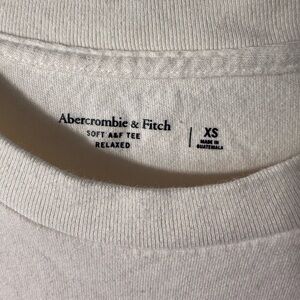 Abercrombie & Fitch
SOFT A&F TEE
RELAXED
XS
MADE IN
GUATEMALA